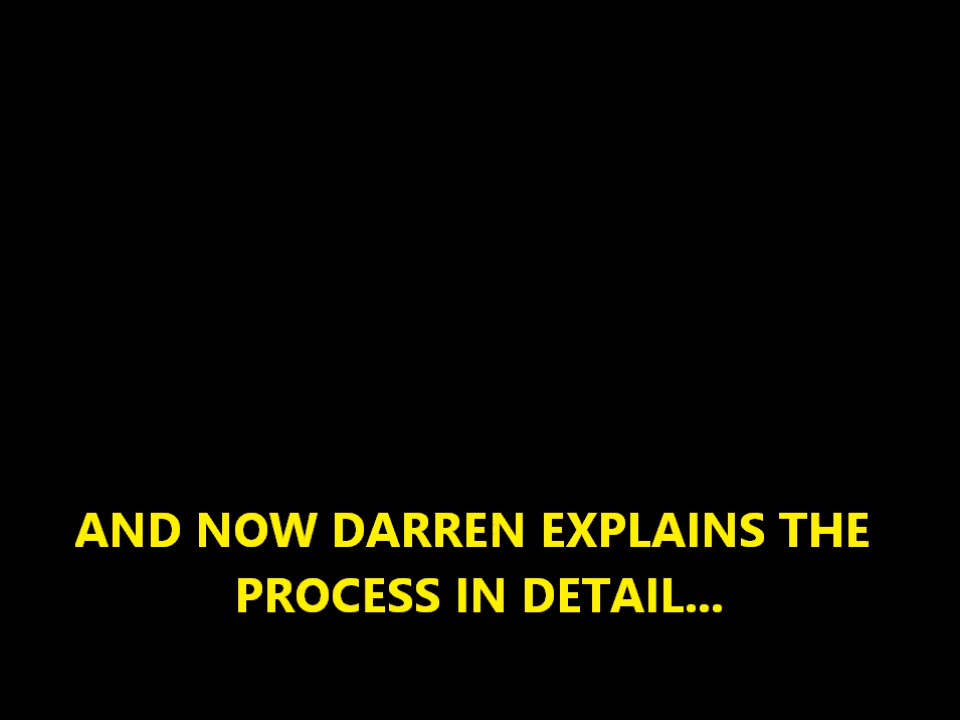 AND NOW DARREN EXPLAINS THE
PROCESS IN DETAIL...